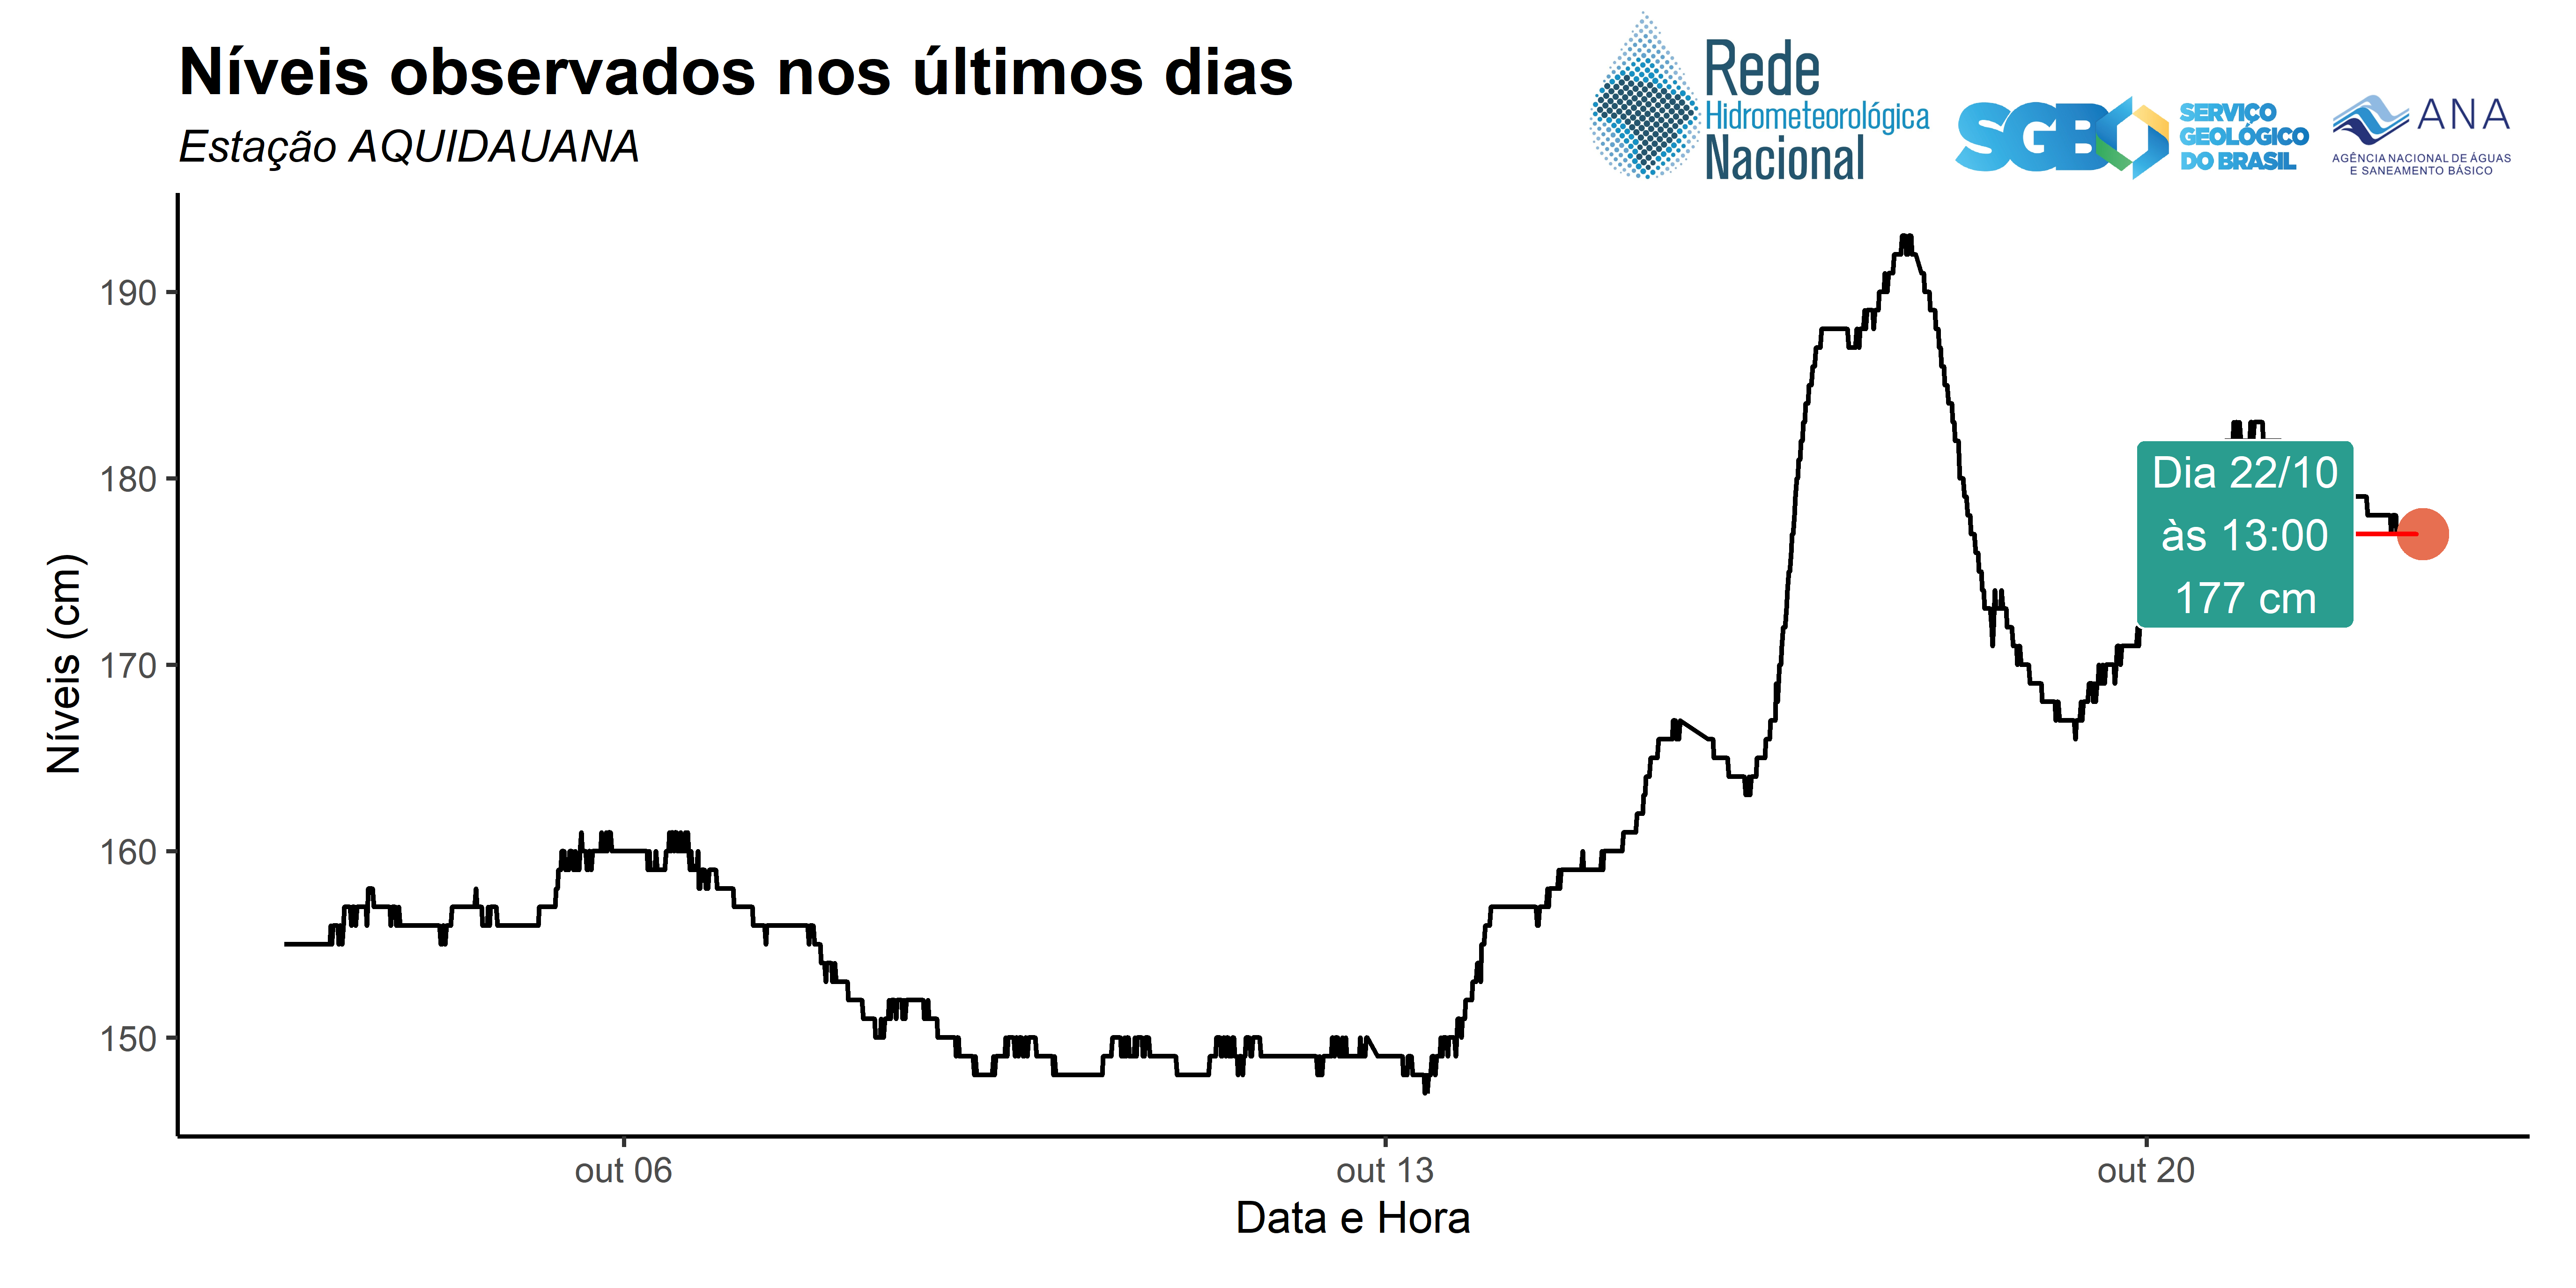 Níveis observados nos últimos dias
Estação AQUIDAUANA
Rede
Hidrometeorológica
Nacional
SGB
SERVIÇO
GEOLÓGICO
DO BRASIL
ANA
AGÊNCIA NACIONAL DE ÁGUAS
E SANEAMENTO BÁSICO
Níveis (cm)
190
180
170
160
150
Dia 22/10
às 13:00
177 cm
out 06
out 13
out 20
Data e Hora